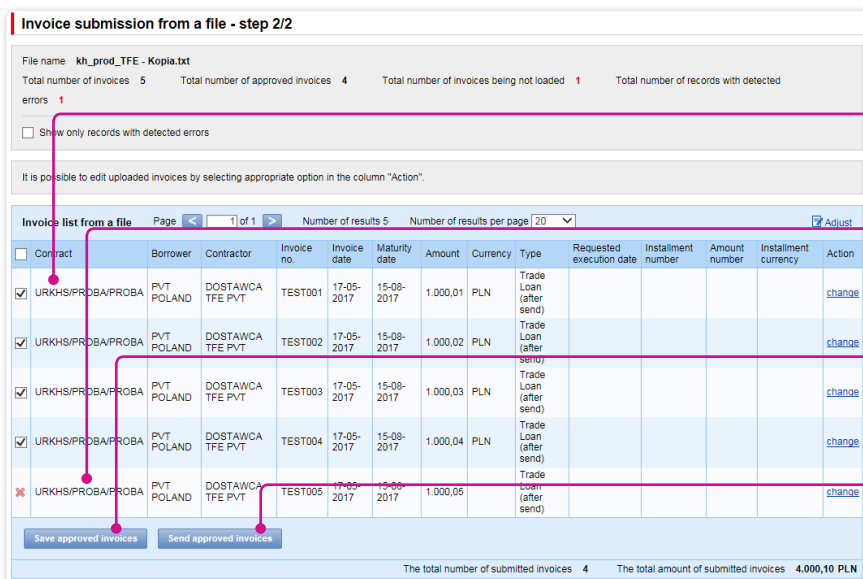 Invoice submission from a file - step 2/2
File name kh_prod_TFE - Kopia.txt
Total number of invoices 5 Total number of approved invoices 4 Total number of invoices being not loaded 1 Total number of records with detected
errors 1
Show only records with detected errors
It is possible to edit uploaded invoices by selecting appropriate option in the column "Action".
Invoice list from a file Page < 1 of 1 > Number of results 5 Number of results per page 20 Adjust
Contract Borrower Contractor Invoice no. Invoice date Maturity date Amount Currency Type Requested execution date Installment number Amount number Installment currency Action
URKHS/PROBA/PROBA PVT POLAND DOSTAWCA TFE PVT TEST001 17-05-2017 15-08-2017 1.000,01 PLN Trade Loan (after send) change
URKHS/PROBA/PROBA PVT POLAND DOSTAWCA TFE PVT TEST002 17-05-2017 15-08-2017 1.000,02 PLN Trade Loan (after send) change
URKHS/PROBA/PROBA PVT POLAND DOSTAWCA TFE PVT TEST003 17-05-2017 15-08-2017 1.000,03 PLN Trade Loan (after send) change
URKHS/PROBA/PROBA PVT POLAND DOSTAWCA TFE PVT TEST004 17-05-2017 15-08-2017 1.000,04 PLN Trade Loan (after send) change
URKHS/PROBA/PROBA PVT POLAND DOSTAWCA TFE PVT TEST005 17-05-2017 15-08-2017 1.000,05 Trade Loan (after send) change
Save approved invoices Send approved invoices
The total number of submitted invoices 4 The total amount of submitted invoices 4.000,10 PLN